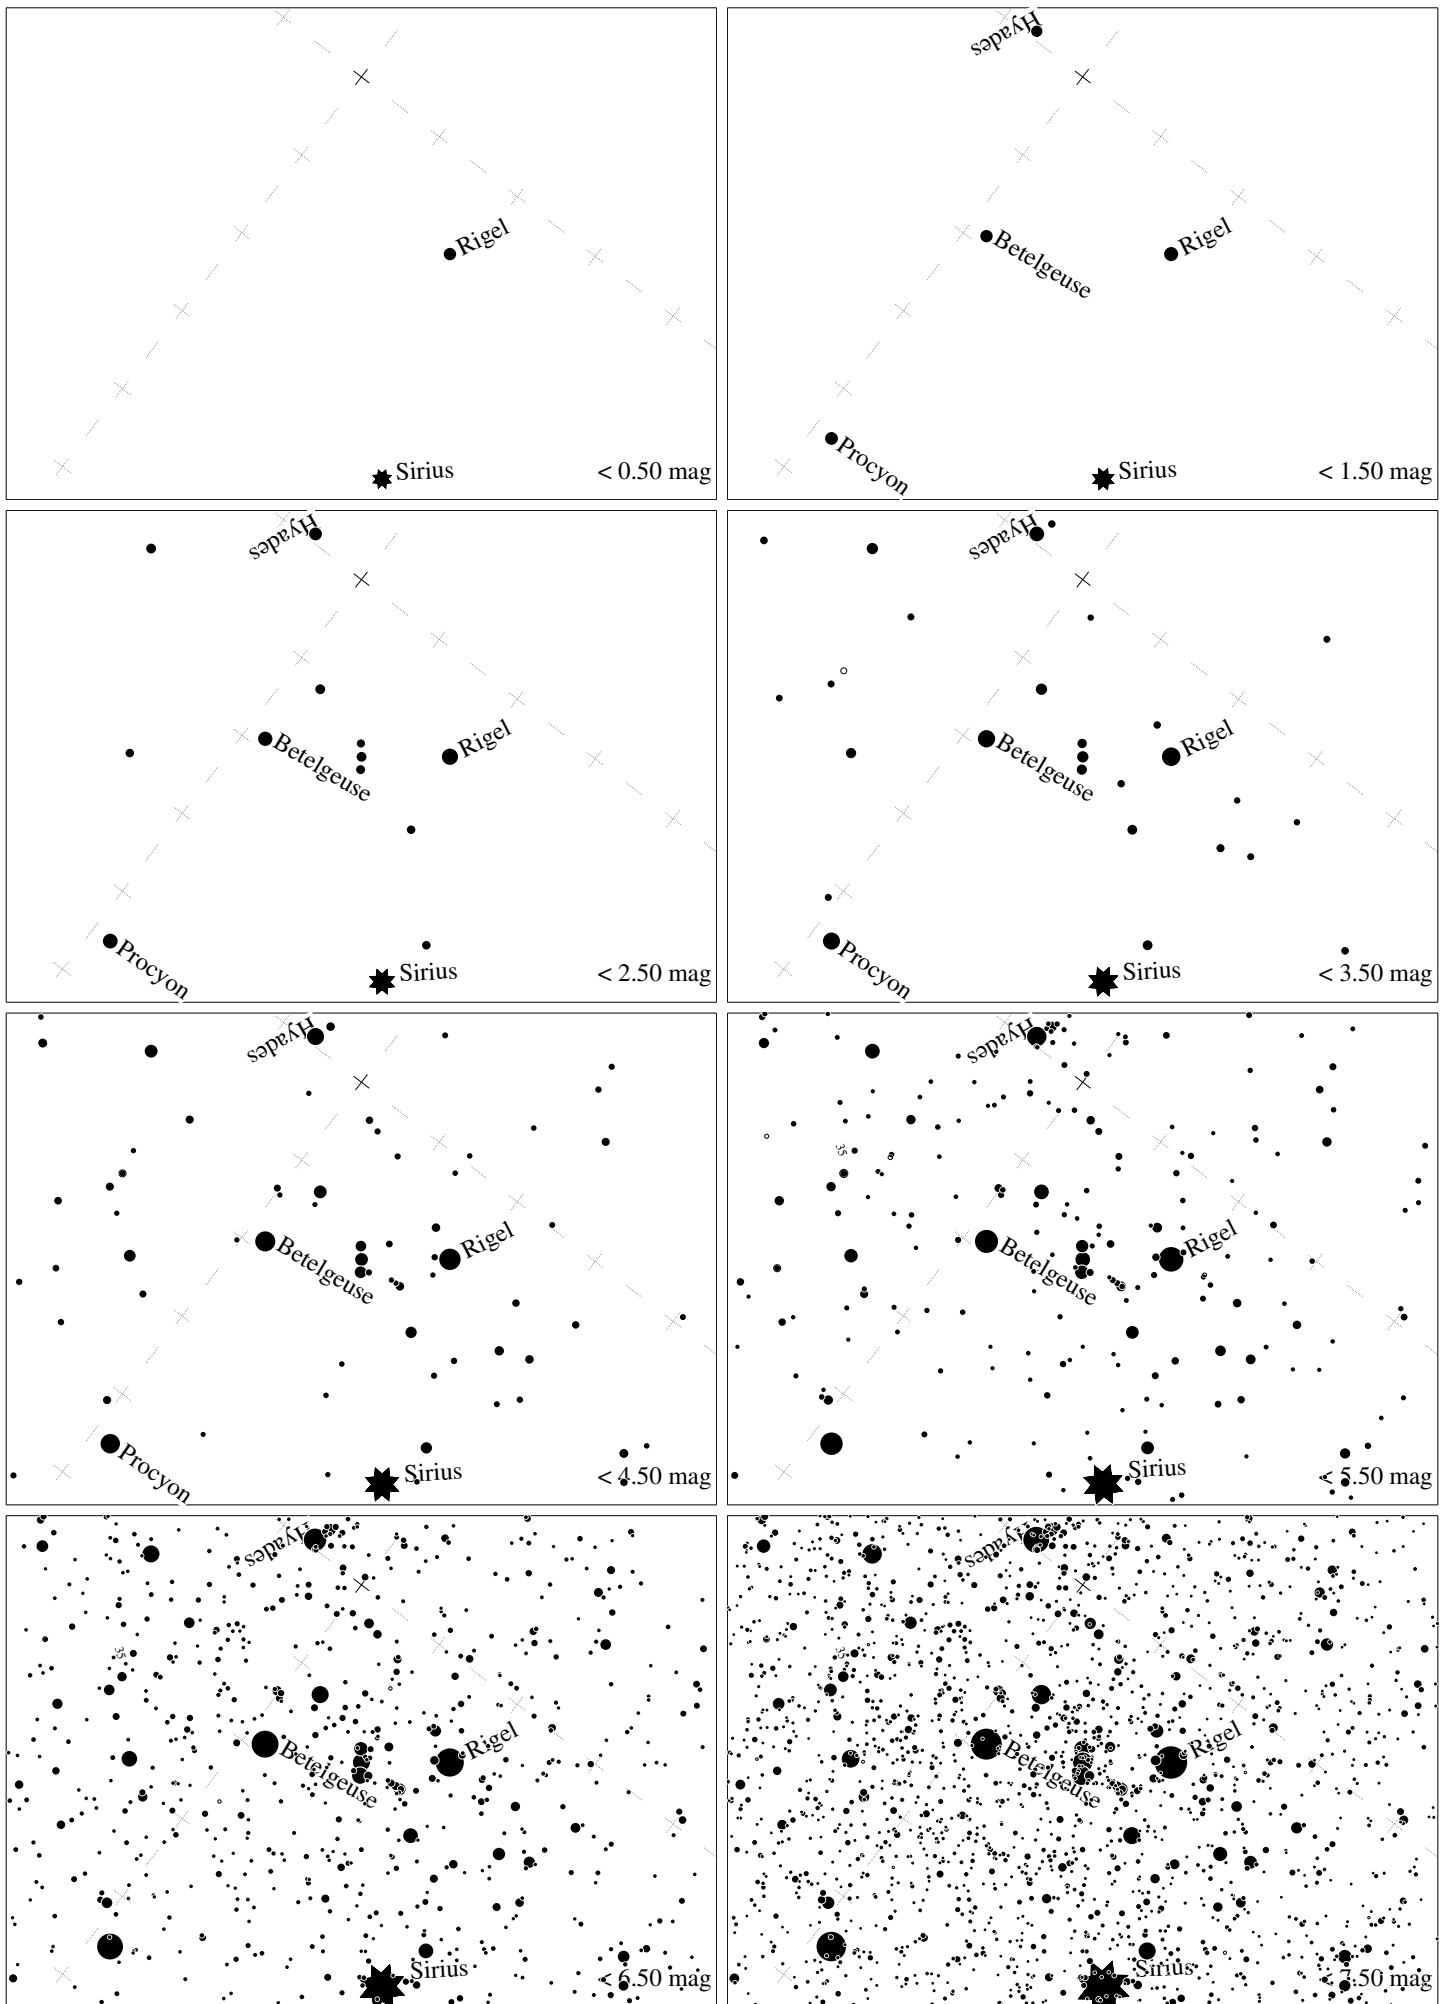 Rigel
Sirius
< 0.50 mag
Hyades
Betelgeuse
Rigel
Procyon
Sirius
< 1.50 mag
Hyades
Betelgeuse
Rigel
Procyon
Sirius
< 2.50 mag
Hyades
Betelgeuse
Rigel
Procyon
Sirius
< 3.50 mag
Hyades
Betelgeuse
Rigel
Procyon
Sirius
< 4.50 mag
Hyades
35
Betelgeuse
Rigel
Sirius
< 5.50 mag
Hyades
35
Betelgeuse
Rigel
Sirius
< 6.50 mag
Hyades
35
Betelgeuse
Rigel
Sirius
< 7.50 mag